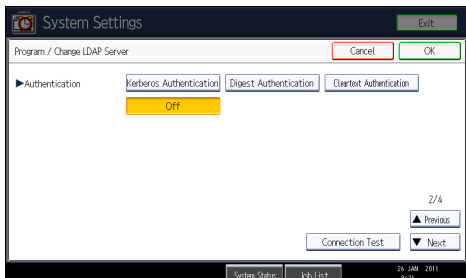 System Settings
Exit
Program / Change LDAP Server
Cancel
OK
►Authentication
Kerberos Authentication
Digest Authentication
Cleartext Authentication
Off
2/4
▲ Previous
Connection Test
▼ Next
System Status
Job List
26 JAN 2011